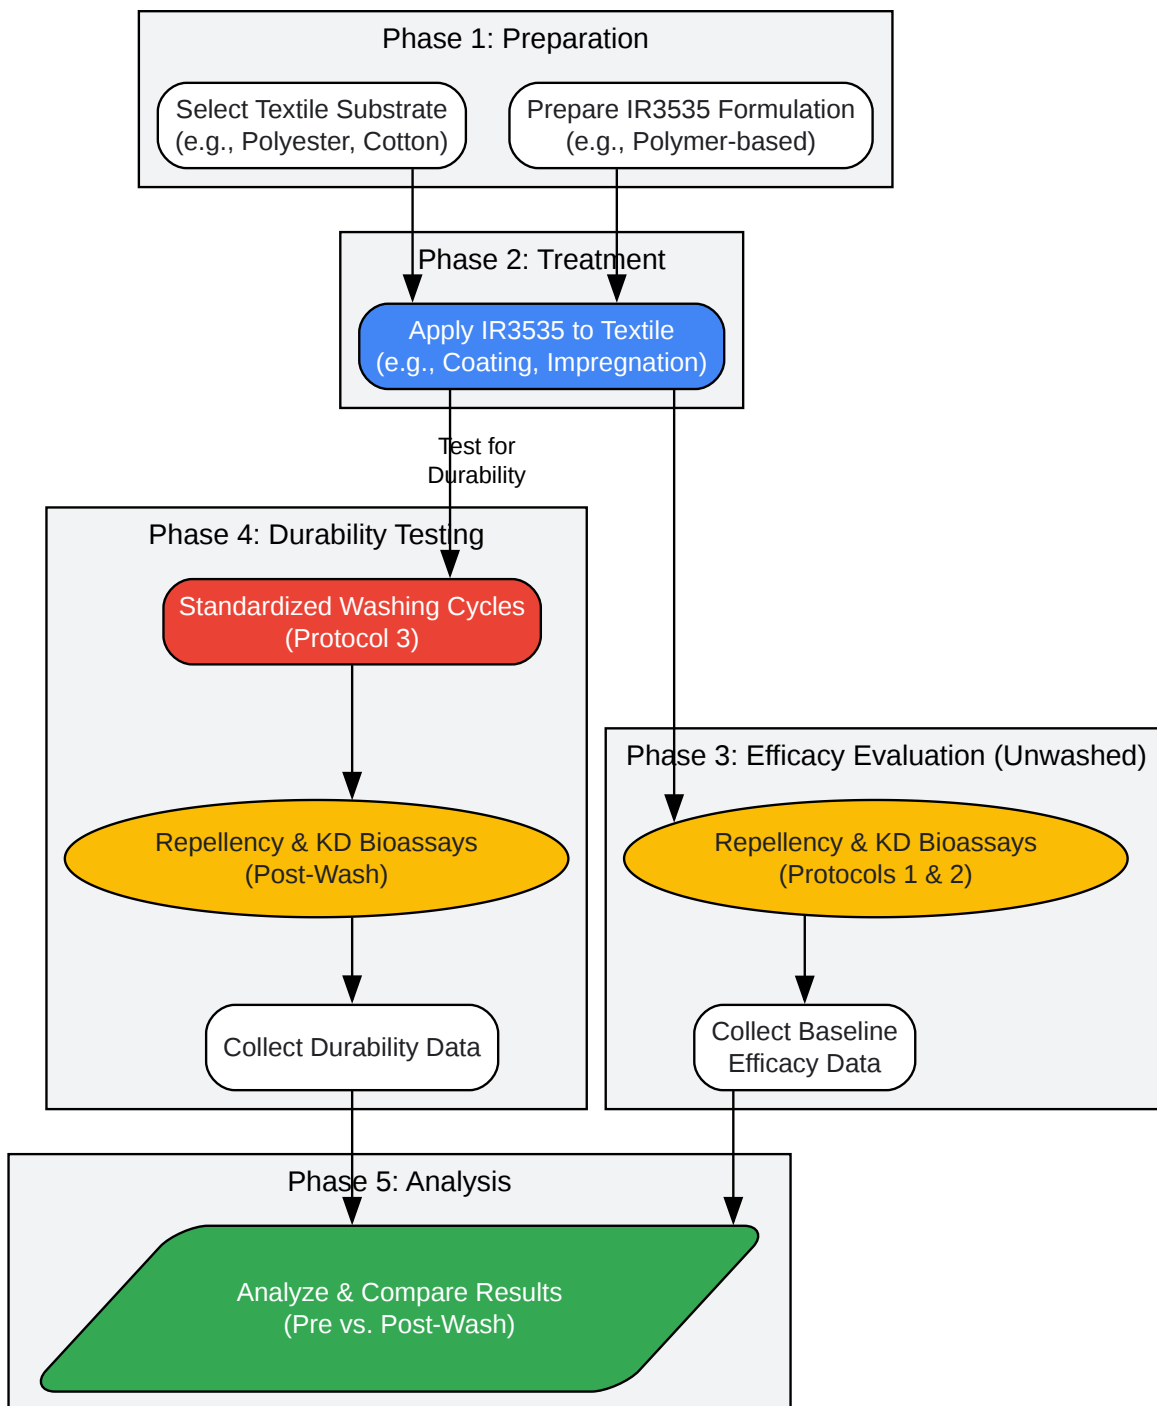 Phase 1: Preparation
Select Textile Substrate
(e.g., Polyester, Cotton)
Prepare IR3535 Formulation
(e.g., Polymer-based)
Phase 2: Treatment
Apply IR3535 to Textile
(e.g., Coating, Impregnation)
Test for
Durability
Phase 4: Durability Testing
Standardized Washing Cycles
(Protocol 3)
Repellency & KD Bioassays
(Post-Wash)
Collect Durability Data
Phase 3: Efficacy Evaluation (Unwashed)
Repellency & KD Bioassays
(Protocols 1 & 2)
Collect Baseline
Efficacy Data
Phase 5: Analysis
Analyze & Compare Results
(Pre vs. Post-Wash)